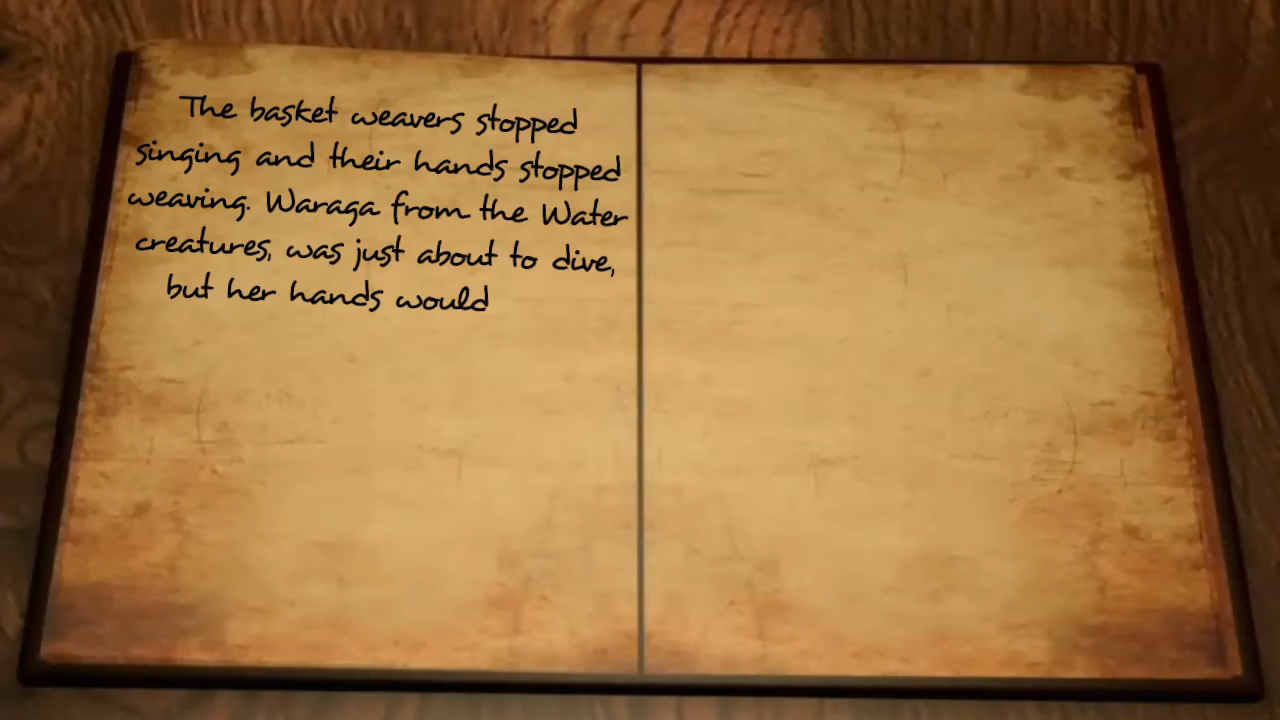 The basket weavers stopped
singing and their hands stopped
weaving. Waraga from the Water
creatures, was just about to dive,
but her hands would